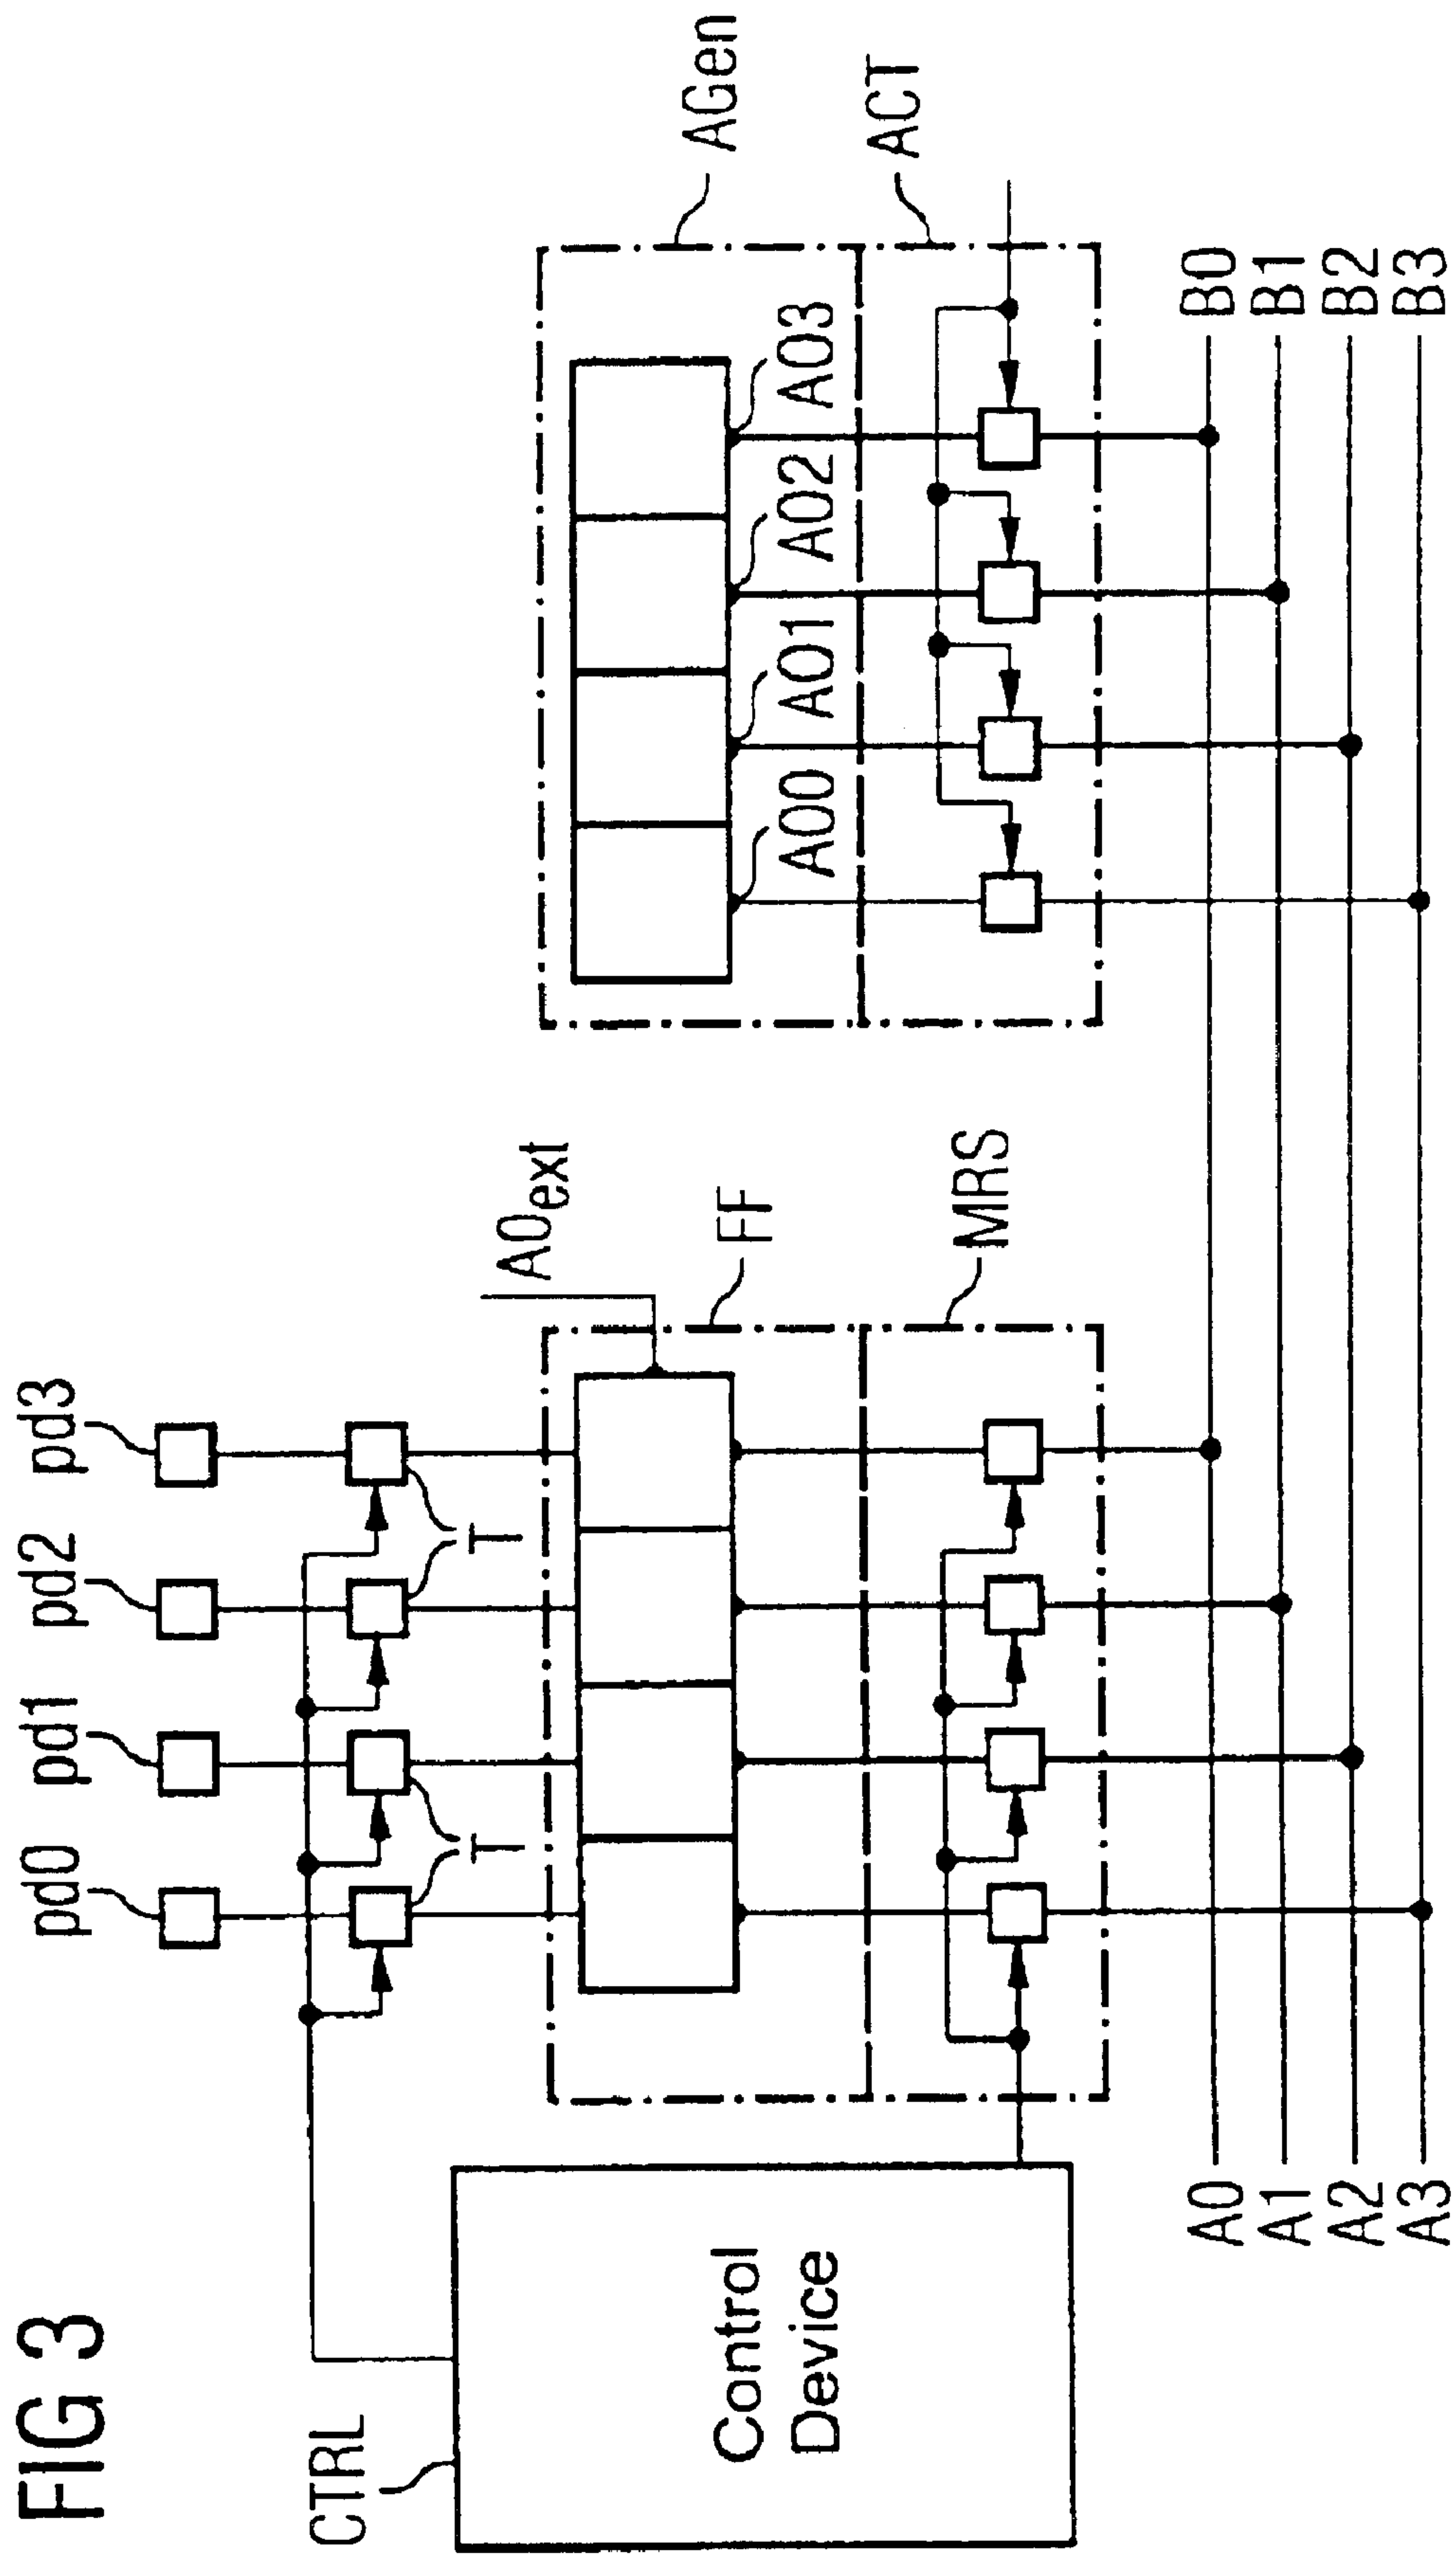 FIG 3
pd0
pd1
pd2
pd3
T
T
CTRL
Control
Device
A0ext
FF
MRS
AGen
ACT
A00
A01
A02
A03
A0
A1
A2
A3
B0
B1
B2
B3